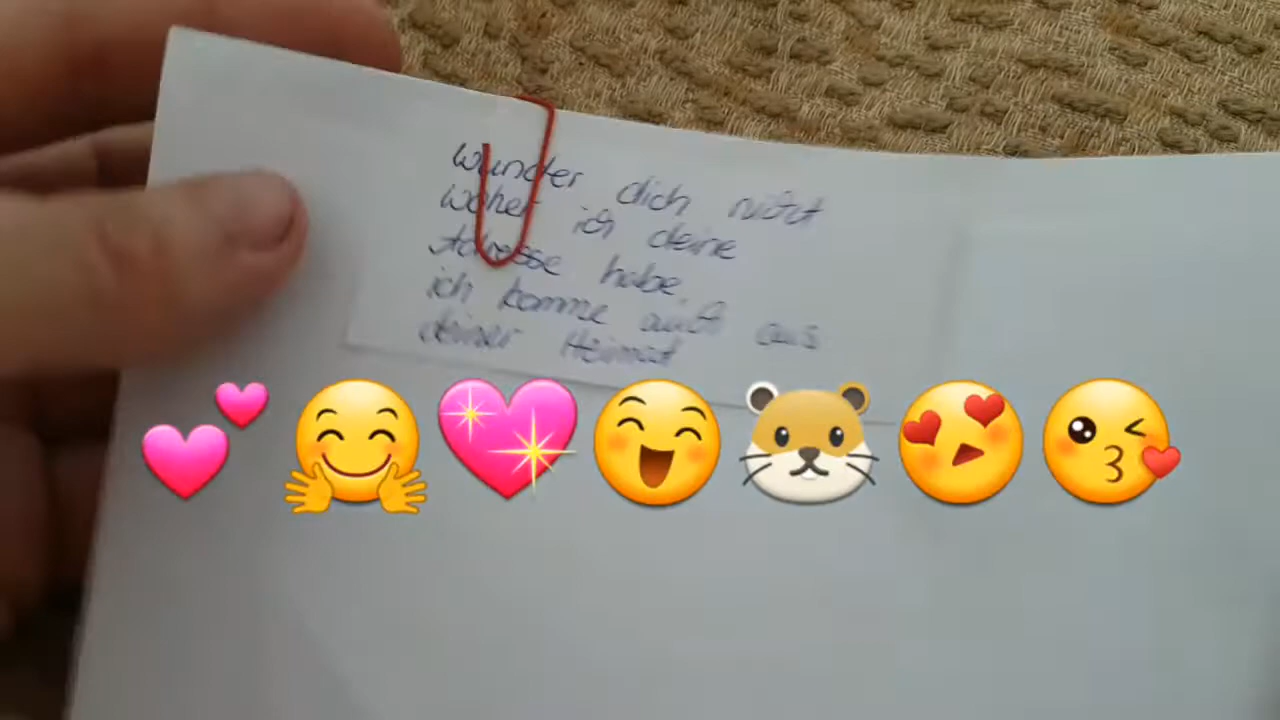 wunder dich nicht
woher ich deine
Adresse habe,
ich komme auch aus
deiner Heimat